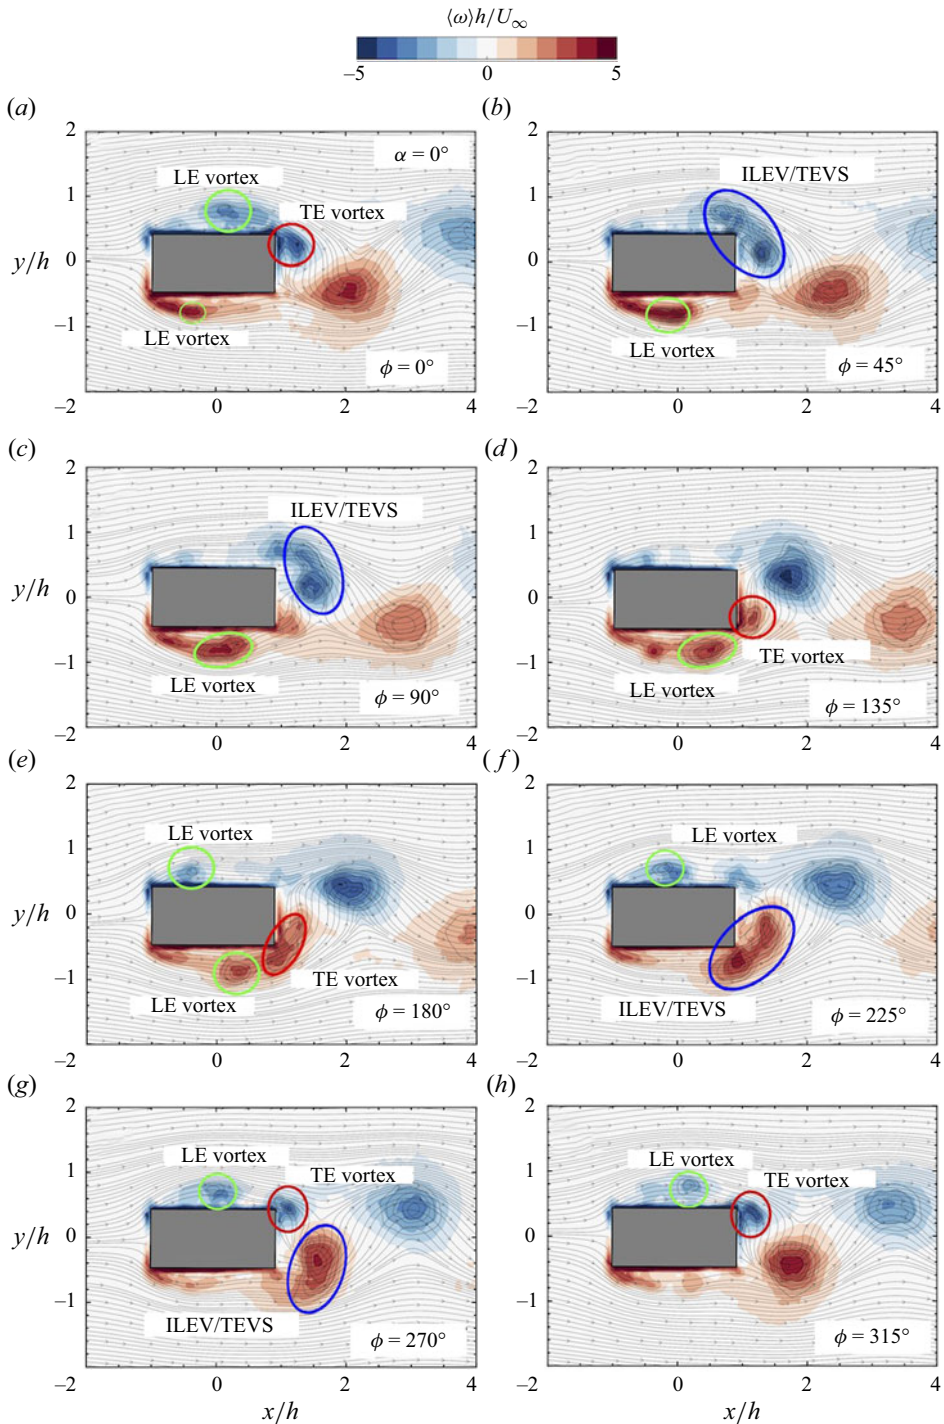 ⟨ω⟩h/U∞
–5 0 5
(a) (b)
2 2
α = 0°
LE vortex ILEV/TEVS
1 TE vortex 1
y/h 0 0
–1 –1
LE vortex LE vortex
ϕ = 0° ϕ = 45°
–2 0 2 4 –2 0 2 4
(c) (d)
2 2
ILEV/TEVS
1 1
y/h 0 0
–1 TE vortex –1
LE vortex LE vortex
ϕ = 90° ϕ = 135°
–2 0 2 4 –2 0 2 4
(e) (f)
2 2
LE vortex LE vortex
1 1
y/h 0 0
–1 –1
LE vortex TE vortex ILEV/TEVS
ϕ = 180° ϕ = 225°
–2 0 2 4 –2 0 2 4
(g) (h)
2 2
LE vortex LE vortex
1 TE vortex 1 TE vortex
y/h 0 0
–1 –1
ILEV/TEVS
ϕ = 270° ϕ = 315°
–2 0 2 4 –2 0 2 4
x/h x/h